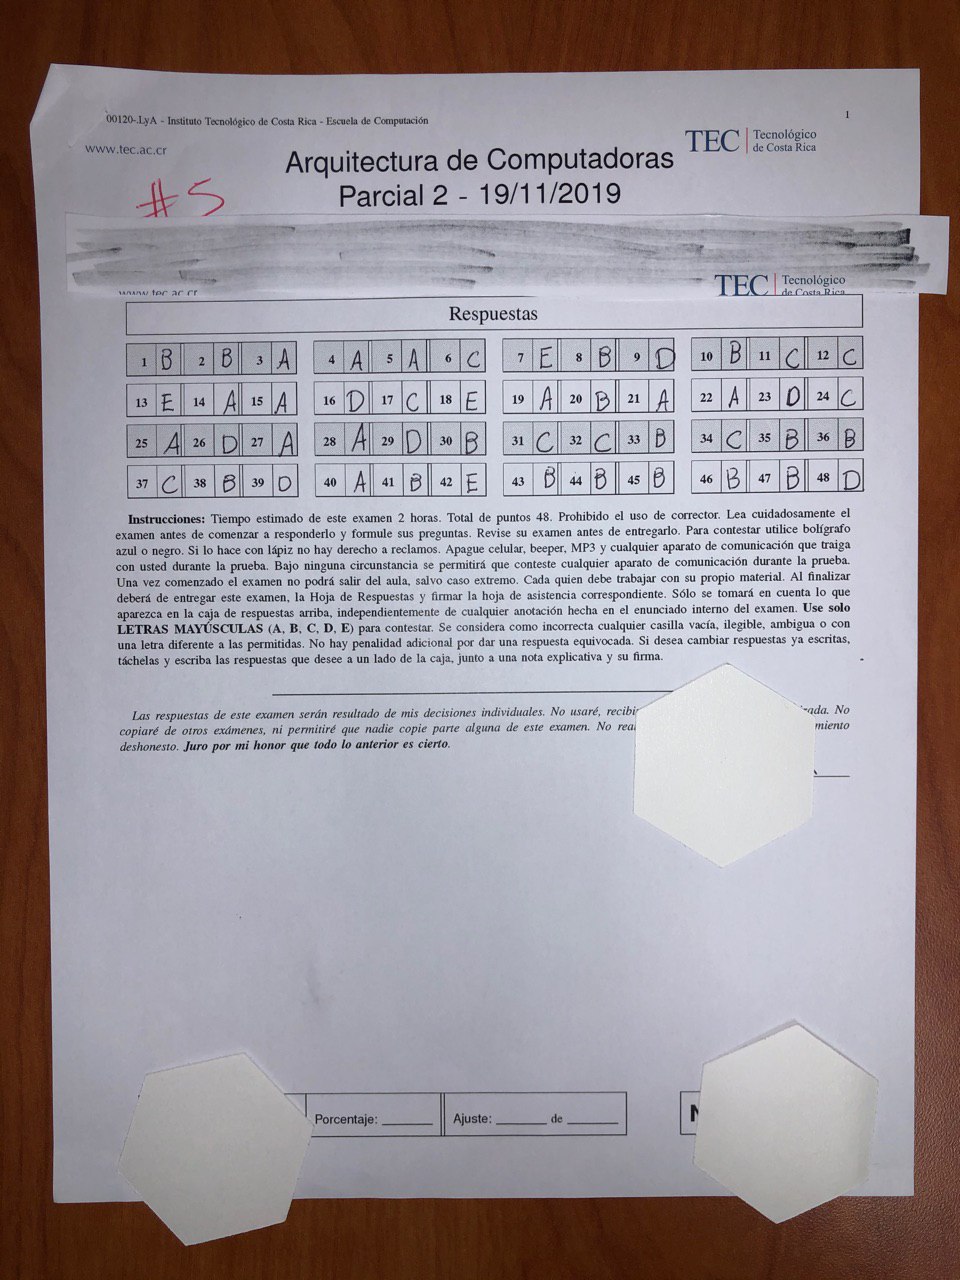 00120-.LyA - Instituto Tecnológico de Costa Rica - Escuela de Computación
1
www.tec.ac.cr
TEC | Tecnológico
de Costa Rica
Arquitectura de Computadoras
Parcial 2 - 19/11/2019
#5
www.tec.ac.cr
TEC | Tecnológico
de Costa Rica
Respuestas
1 B 2 B 3 A 4 A 5 A 6 C 7 E 8 B 9 D 10 B 11 C 12 C
13 E 14 A 15 A 16 D 17 C 18 E 19 A 20 B 21 A 22 A 23 D 24 C
25 A 26 D 27 A 28 A 29 D 30 B 31 C 32 C 33 B 34 C 35 B 36 B
37 C 38 B 39 D 40 A 41 B 42 E 43 B 44 B 45 B 46 B 47 B 48 D
Instrucciones: Tiempo estimado de este examen 2 horas. Total de puntos 48. Prohibido el uso de corrector. Lea cuidadosamente el
examen antes de comenzar a responderlo y formule sus preguntas. Revise su examen antes de entregarlo. Para contestar utilice bolígrafo
azul o negro. Si lo hace con lápiz no hay derecho a reclamos. Apague celular, beeper, MP3 y cualquier aparato de comunicación que traiga
con usted durante la prueba. Bajo ninguna circunstancia se permitirá que conteste cualquier aparato de comunicación durante la prueba.
Una vez comenzado el examen no podrá salir del aula, salvo caso extremo. Cada quien debe trabajar con su propio material. Al finalizar
deberá de entregar este examen, la Hoja de Respuestas y firmar la hoja de asistencia correspondiente. Sólo se tomará en cuenta lo que
aparezca en la caja de respuestas arriba, independientemente de cualquier anotación hecha en el enunciado interno del examen. Use solo
LETRAS MAYÚSCULAS (A, B, C, D, E) para contestar. Se considera como incorrecta cualquier casilla vacía, ilegible, ambigua o con
una letra diferente a las permitidas. No hay penalidad adicional por dar una respuesta equivocada. Si desea cambiar respuestas ya escritas,
táchelas y escriba las respuestas que desee a un lado de la caja, junto a una nota explicativa y su firma.
Las respuestas de este examen serán resultado de mis decisiones individuales. No usaré, No
copiaré de otros exámenes, ni permitiré que nadie copie parte alguna de este examen. No
deshonesto. Juro por mi honor que todo lo anterior es cierto.
Porcentaje: ______ Ajuste: ______ de ______